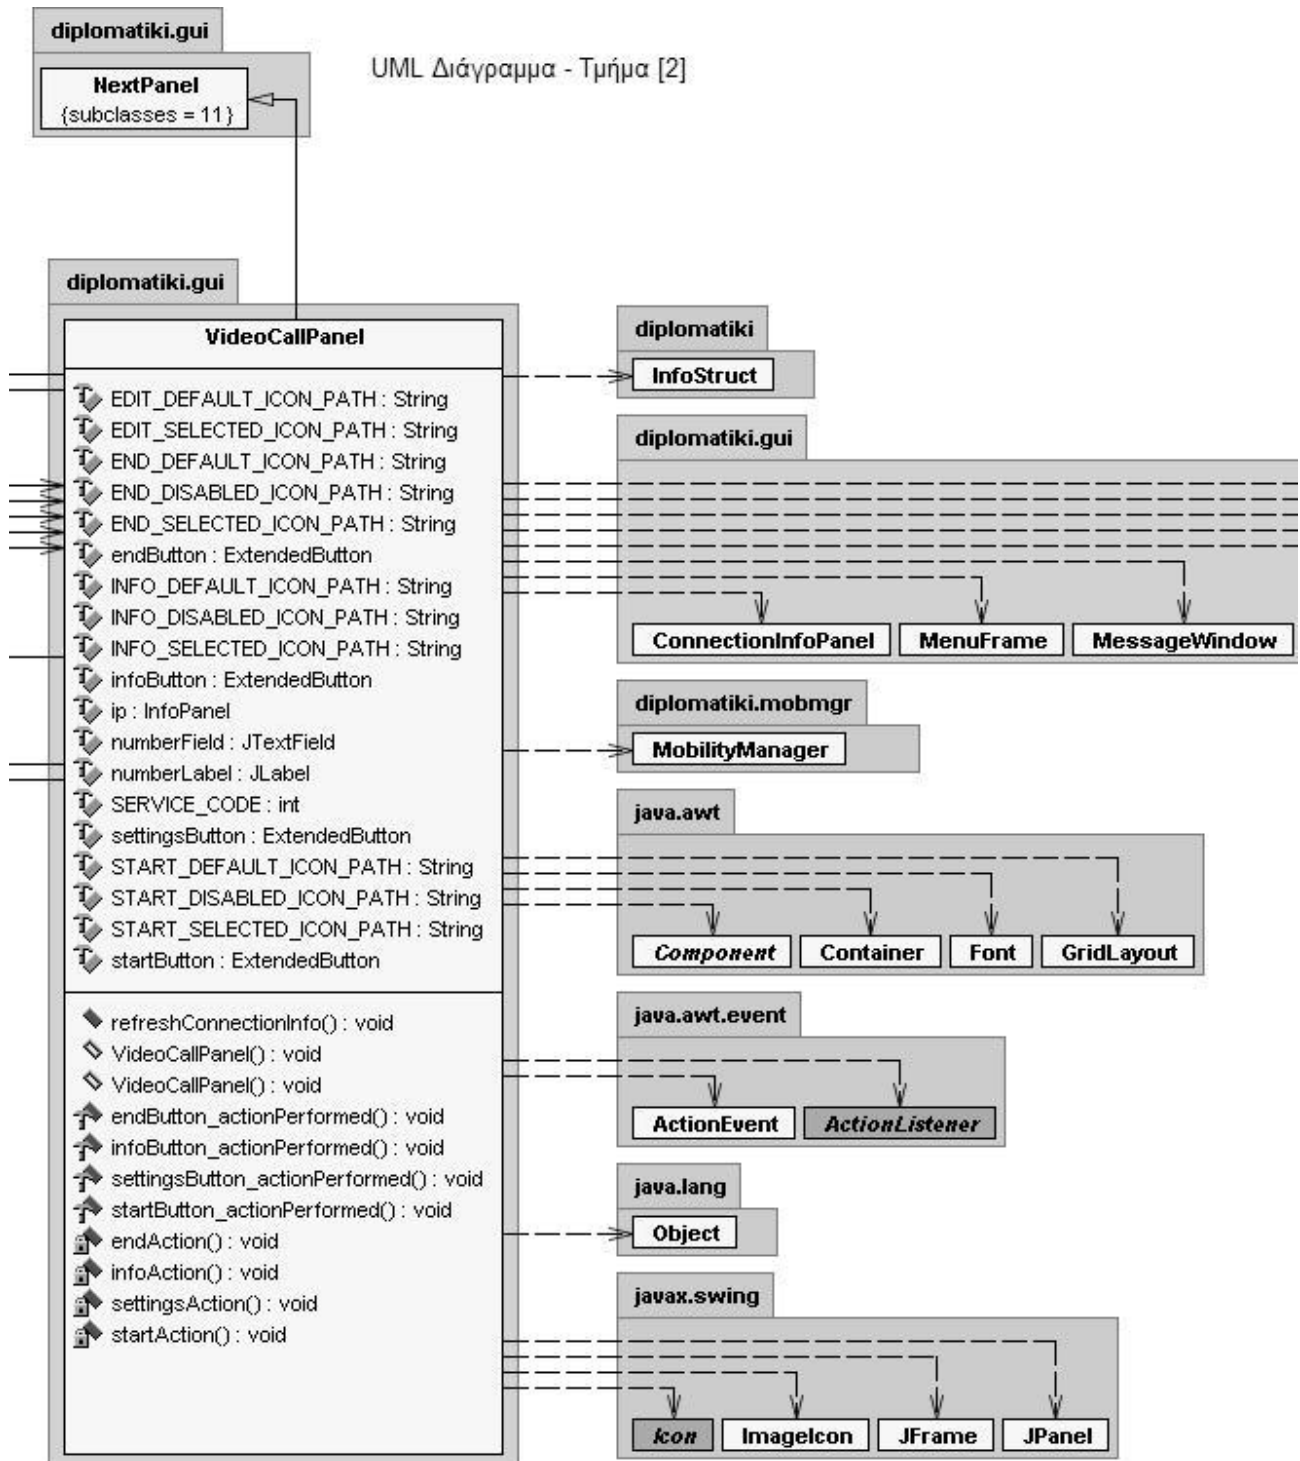 diplomatiki.gui
NextPanel
{subclasses = 11}
UML Διάγραμμα - Τμήμα [2]
diplomatiki.gui
VideoCallPanel
EDIT_DEFAULT_ICON_PATH : String
EDIT_SELECTED_ICON_PATH : String
END_DEFAULT_ICON_PATH : String
END_DISABLED_ICON_PATH : String
END_SELECTED_ICON_PATH : String
endButton : ExtendedButton
INFO_DEFAULT_ICON_PATH : String
INFO_DISABLED_ICON_PATH : String
INFO_SELECTED_ICON_PATH : String
infoButton : ExtendedButton
ip : InfoPanel
numberField : JTextField
numberLabel : JLabel
SERVICE_CODE : int
settingsButton : ExtendedButton
START_DEFAULT_ICON_PATH : String
START_DISABLED_ICON_PATH : String
START_SELECTED_ICON_PATH : String
startButton : ExtendedButton
refreshConnectionInfo() : void
VideoCallPanel() : void
VideoCallPanel() : void
endButton_actionPerformed() : void
infoButton_actionPerformed() : void
settingsButton_actionPerformed() : void
startButton_actionPerformed() : void
endAction() : void
infoAction() : void
settingsAction() : void
startAction() : void
diplomatiki
InfoStruct
diplomatiki.gui
ConnectionInfoPanel MenuFrame MessageWindow
diplomatiki.mobmgr
MobilityManager
java.awt
Component Container Font GridLayout
java.awt.event
ActionEvent ActionListener
java.lang
Object
javax.swing
Icon ImageIcon JFrame JPanel